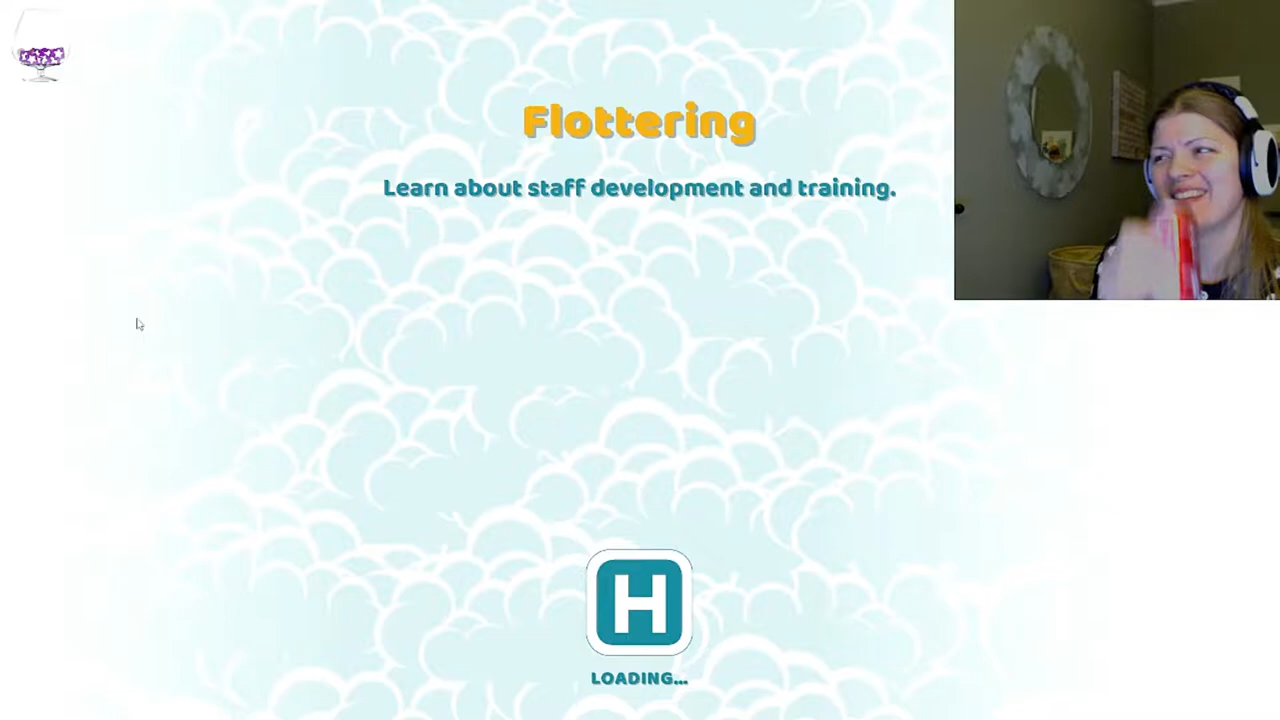 Flottering
Learn about staff development and training.
H
LOADING...